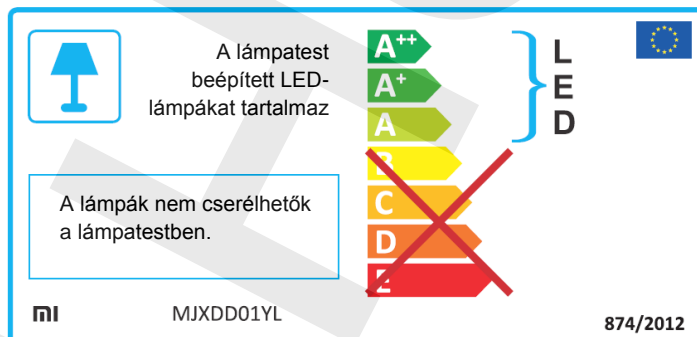 A lámpatest
beépített LED-
lámpákat tartalmaz
A++
A+
A
B
C
D
E
L
E
D
A lámpák nem cserélhetők
a lámpatestben.
mi
MJXDD01YL
874/2012